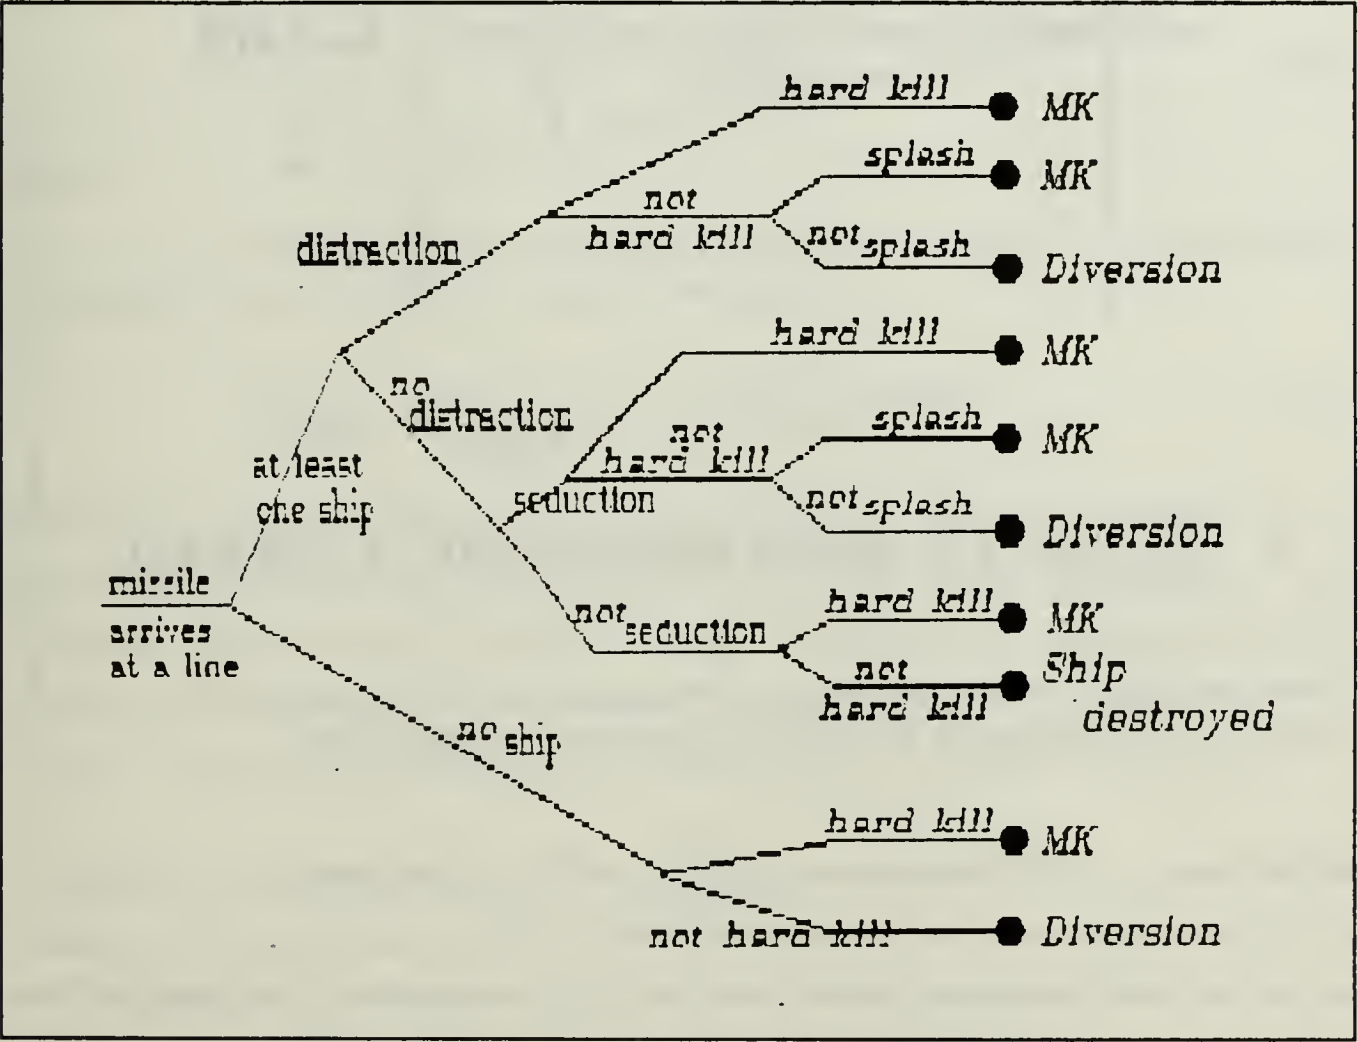 hard kill
MK
splash
MK
not
hard kill
distraction
not splash
Diversion
hard kill
MK
no
distraction
splash
MK
not
hard kill
at least
one ship
seduction
not splash
Diversion
missile
arrives
at a line
hard kill
MK
not seduction
not
hard kill
Ship
destroyed
no ship
hard kill
MK
not hard kill
Diversion